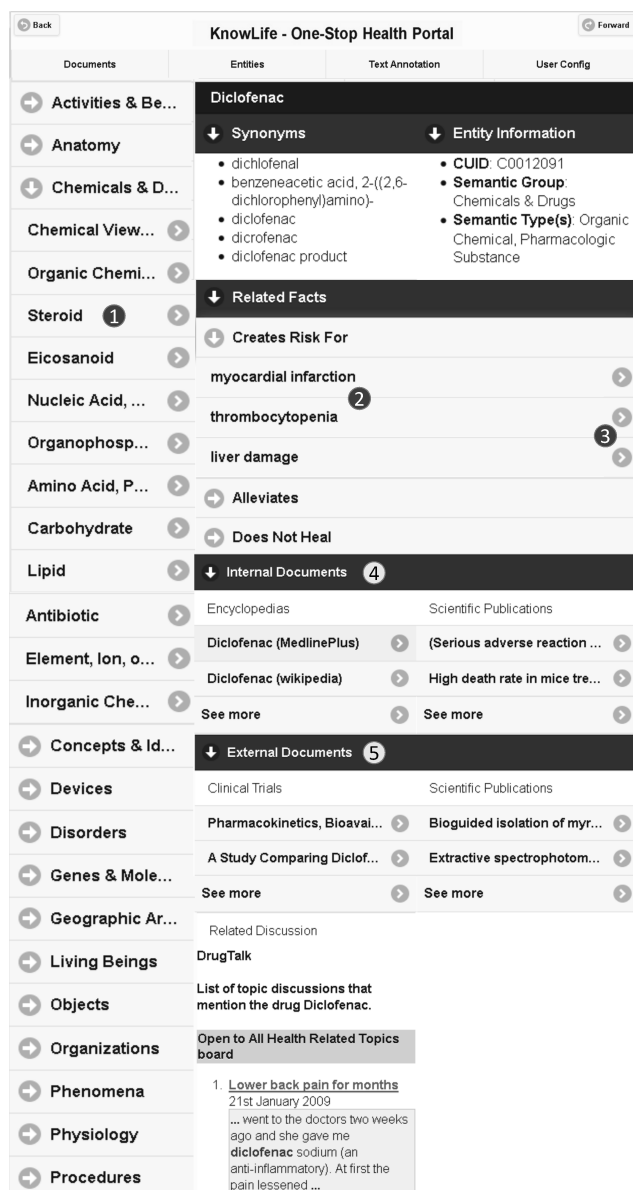 Back
KnowLife - One-Stop Health Portal
Forward
Documents
Entities
Text Annotation
User Config
Activities & Be...
Anatomy
Chemicals & D...
Chemical View...
Organic Chemi...
Steroid 1
Eicosanoid
Nucleic Acid, ...
Organophosp...
Amino Acid, P...
Carbohydrate
Lipid
Antibiotic
Element, Ion, o...
Inorganic Che...
Concepts & Id...
Devices
Disorders
Genes & Mole...
Geographic Ar...
Living Beings
Objects
Organizations
Phenomena
Physiology
Procedures
Diclofenac
Synonyms
• dichlofenal
• benzeneacetic acid, 2-((2,6-
dichlorophenyl)amino)-
• diclofenac
• dicrofenac
• diclofenac product
Entity Information
• CUID: C0012091
• Semantic Group:
Chemicals & Drugs
• Semantic Type(s): Organic
Chemical, Pharmacologic
Substance
Related Facts
Creates Risk For
myocardial infarction
2
thrombocytopenia
3
liver damage
Alleviates
Does Not Heal
Internal Documents 4
Encyclopedias
Diclofenac (MedlinePlus)
Diclofenac (wikipedia)
See more
Scientific Publications
(Serious adverse reaction ...
High death rate in mice tre...
See more
External Documents 5
Clinical Trials
Pharmacokinetics, Bioavai...
A Study Comparing Diclof...
See more
Scientific Publications
Bioguided isolation of myr...
Extractive spectrophotom...
See more
Related Discussion
DrugTalk
List of topic discussions that
mention the drug Diclofenac.
Open to All Health Related Topics
board
1. Lower back pain for months
21st January 2009
... went to the doctors two weeks
ago and she gave me
diclofenac sodium (an
anti-inflammatory). At first the
pain lessened ...